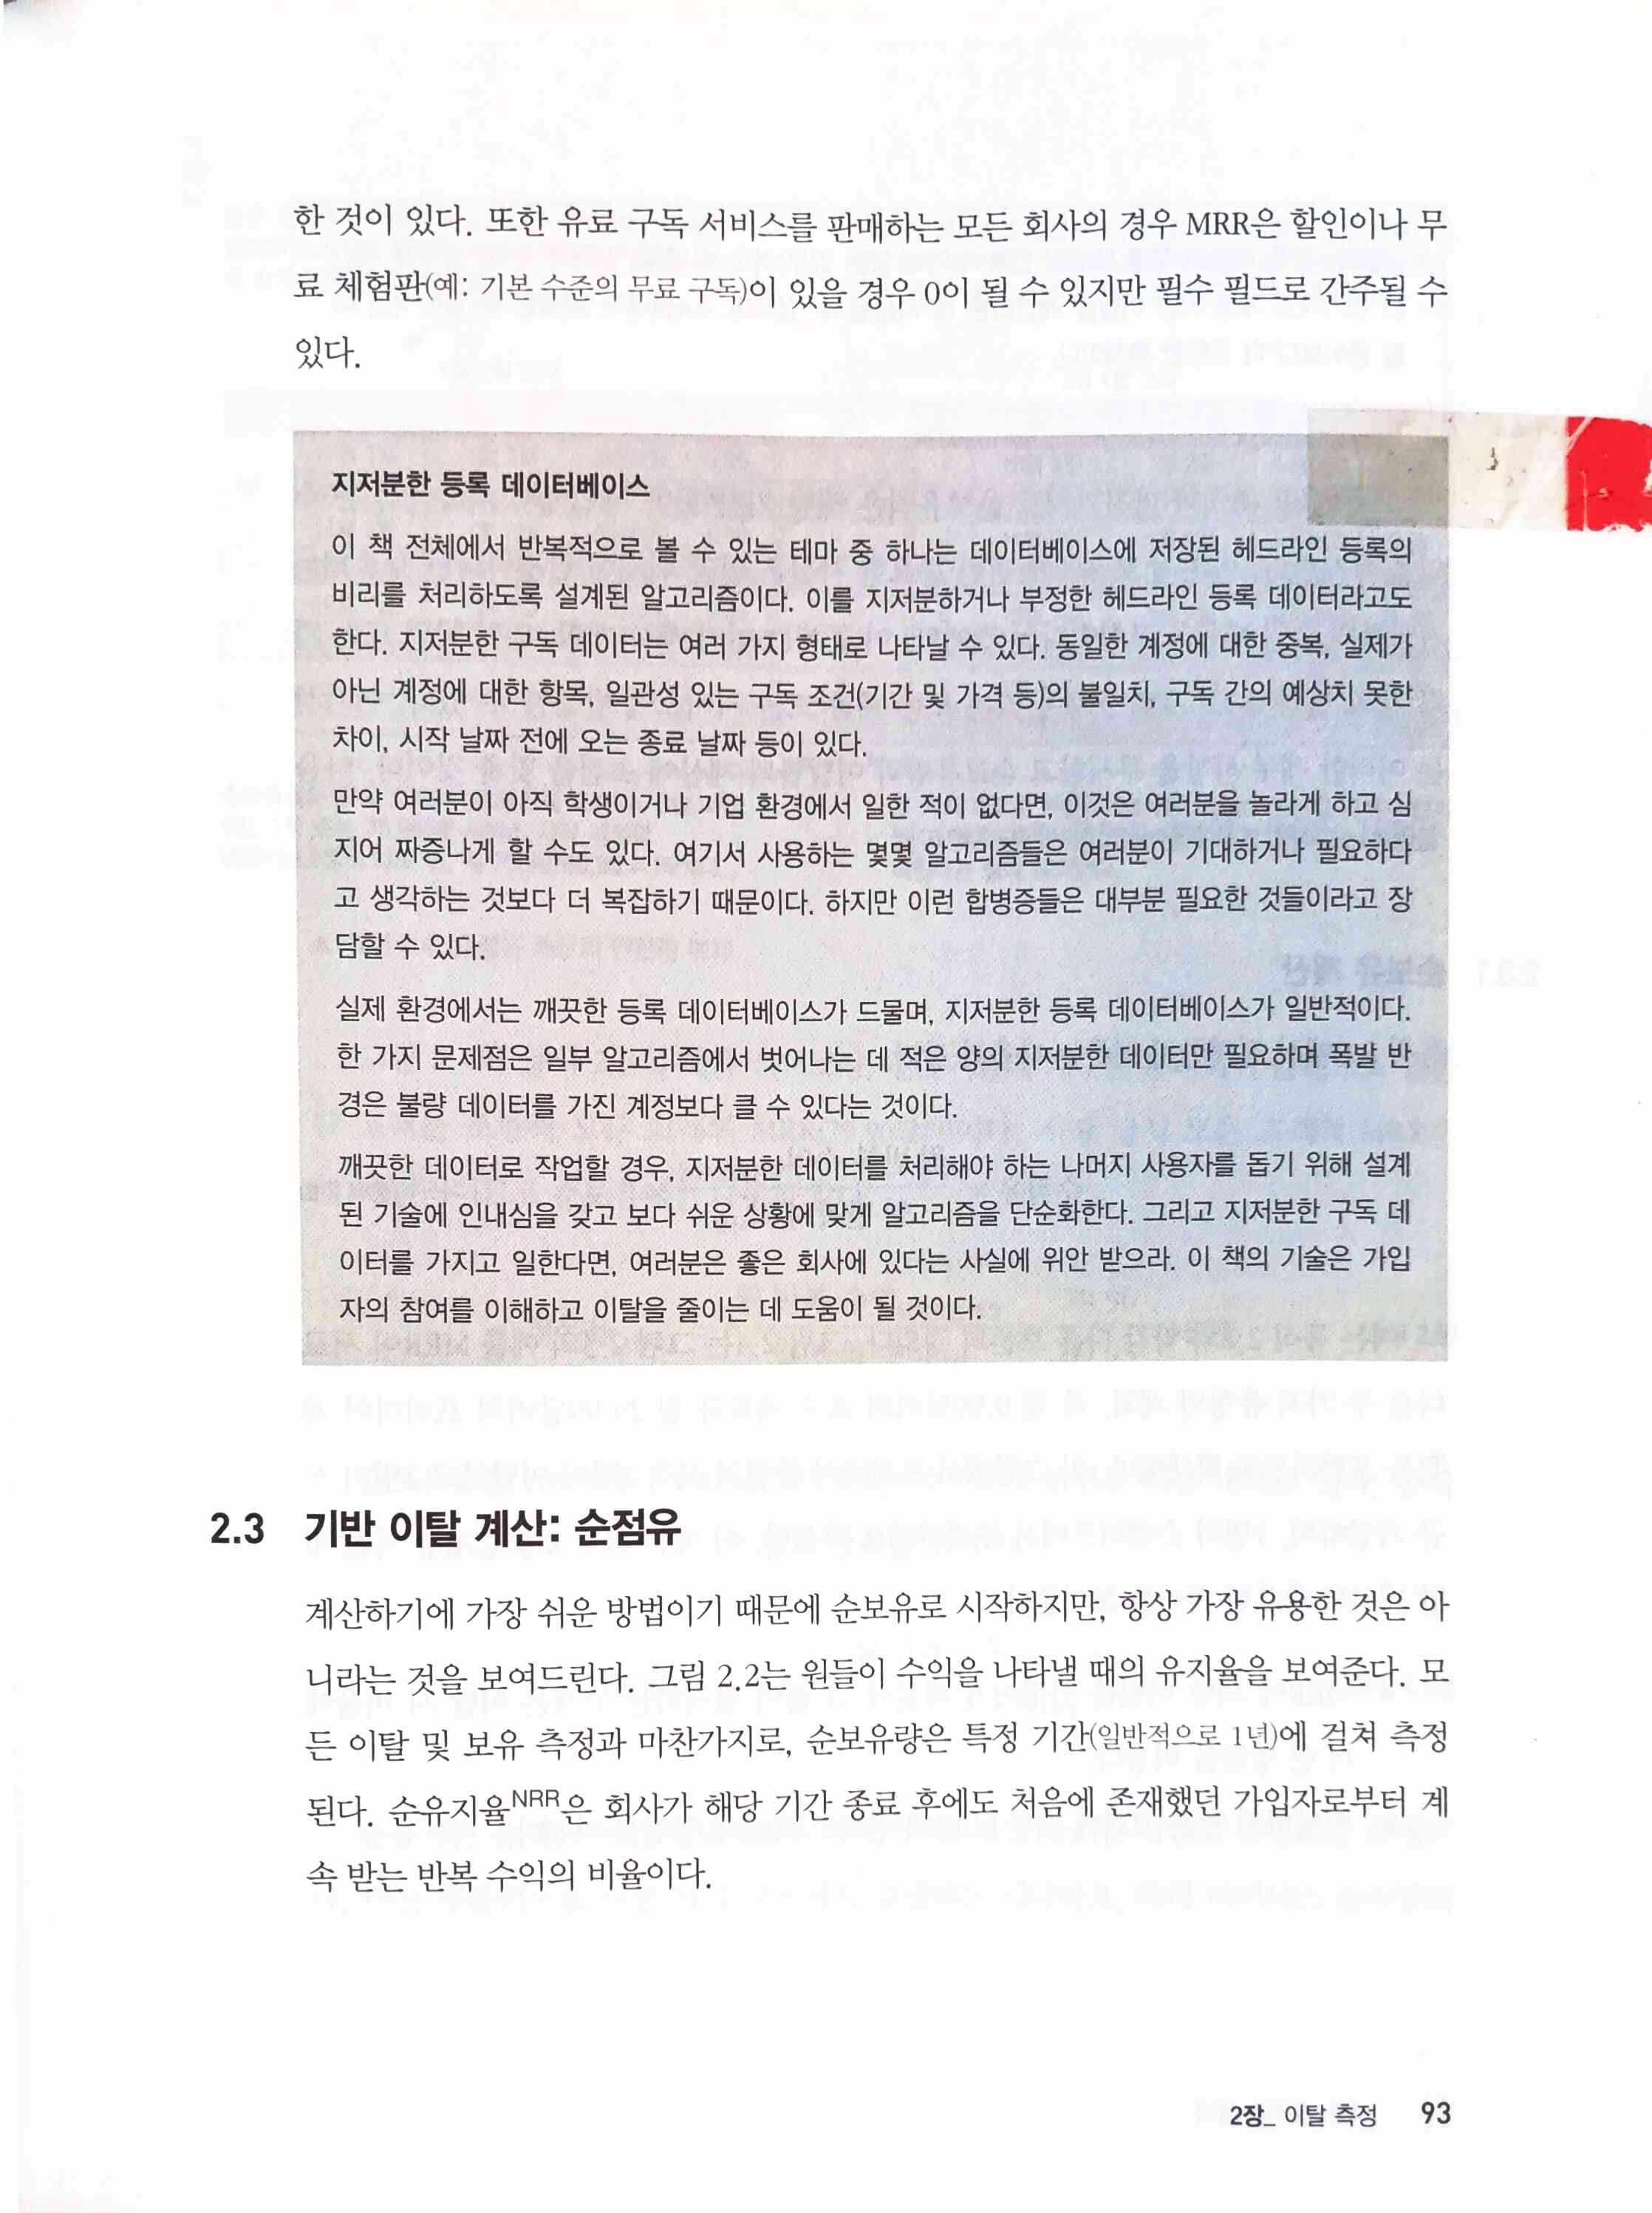 한 것이 있다. 또한 유료 구독 서비스를 판매하는 모든 회사의 경우 MRR은 할인이나 무
료 체험판(예: 기본 수준의 무료 구독)이 있을 경우 0이 될 수 있지만 필수 필드로 간주될 수
있다.
지저분한 등록 데이터베이스
이 책 전체에서 반복적으로 볼 수 있는 테마 중 하나는 데이터베이스에 저장된 헤드라인 등록의
비리를 처리하도록 설계된 알고리즘이다. 이를 지저분하거나 부정한 헤드라인 등록 데이터라고도
한다. 지저분한 구독 데이터는 여러 가지 형태로 나타날 수 있다. 동일한 계정에 대한 중복, 실제가
아닌 계정에 대한 항목, 일관성 있는 구독 조건(기간 및 가격 등)의 불일치, 구독 간의 예상치 못한
차이, 시작 날짜 전에 오는 종료 날짜 등이 있다.
만약 여러분이 아직 학생이거나 기업 환경에서 일한 적이 없다면, 이것은 여러분을 놀라게 하고 심
지어 짜증나게 할 수도 있다. 여기서 사용하는 몇몇 알고리즘들은 여러분이 기대하거나 필요하다
고 생각하는 것보다 더 복잡하기 때문이다. 하지만 이런 합병증들은 대부분 필요한 것들이라고 장
담할 수 있다.
실제 환경에서는 깨끗한 등록 데이터베이스가 드물며, 지저분한 등록 데이터베이스가 일반적이다.
한 가지 문제점은 일부 알고리즘에서 벗어나는 데 적은 양의 지저분한 데이터만 필요하며 폭발 반
경은 불량 데이터를 가진 계정보다 클 수 있다는 것이다.
깨끗한 데이터로 작업할 경우, 지저분한 데이터를 처리해야 하는 나머지 사용자를 돕기 위해 설계
된 기술에 인내심을 갖고 보다 쉬운 상황에 맞게 알고리즘을 단순화한다. 그리고 지저분한 구독 데
이터를 가지고 일한다면, 여러분은 좋은 회사에 있다는 사실에 위안 받으라. 이 책의 기술은 가입
자의 참여를 이해하고 이탈을 줄이는 데 도움이 될 것이다.
2.3 기반 이탈 계산: 순점유
계산하기에 가장 쉬운 방법이기 때문에 순보유로 시작하지만, 항상 가장 유용한 것은 아
니라는 것을 보여드린다. 그림 2.2는 원들이 수익을 나타낼 때의 유지율을 보여준다. 모
든 이탈 및 보유 측정과 마찬가지로, 순보유량은 특정 기간(일반적으로 1년)에 걸쳐 측정
된다. 순유지율NRR은 회사가 해당 기간 종료 후에도 처음에 존재했던 가입자로부터 계
속 받는 반복 수익의 비율이다.
2장_ 이탈 측정 93